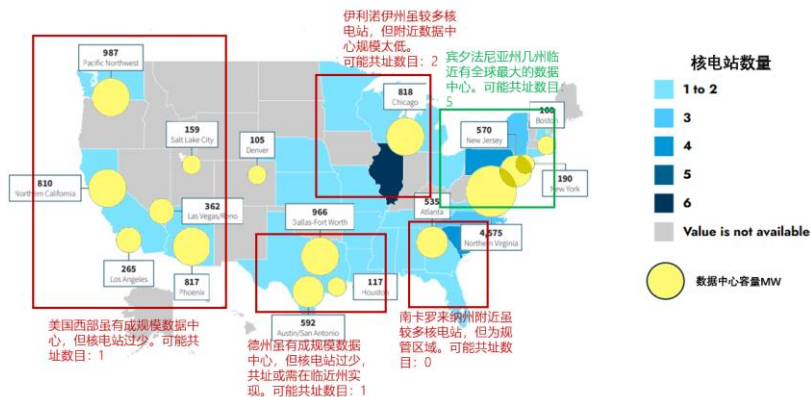 伊利诺伊州虽较多核
电站，但附近数据中
心规模太低。
可能共址数目：2
宾夕法尼亚州几州临
近有全球最大的数据
中心。可能共址数目
5
987
Pacific Northwest
159
Salt Lake City
105
Denver
818
Chicago
570
New Jersey
Boston
190
New York
810
Northern California
362
Las Vegas/Reno
966
Dallas-Fort Worth
535
Atlanta
4,575
Northern Virginia
265
Los Angeles
817
Phoenix
117
Houston
592
Austin/San Antonio
美国西部虽有成规模数据中
心，但核电站过少。可能共
址数目：1
德州虽有成规模数据
中心，但核电站过少，
共址或需在临近州实
现。可能共址数目：1
南卡罗来纳州附近虽
较多核电站，但为规
管区域。可能共址数
目：0
核电站数量
1 to 2
3
4
5
6
Value is not available
数据中心容量MW